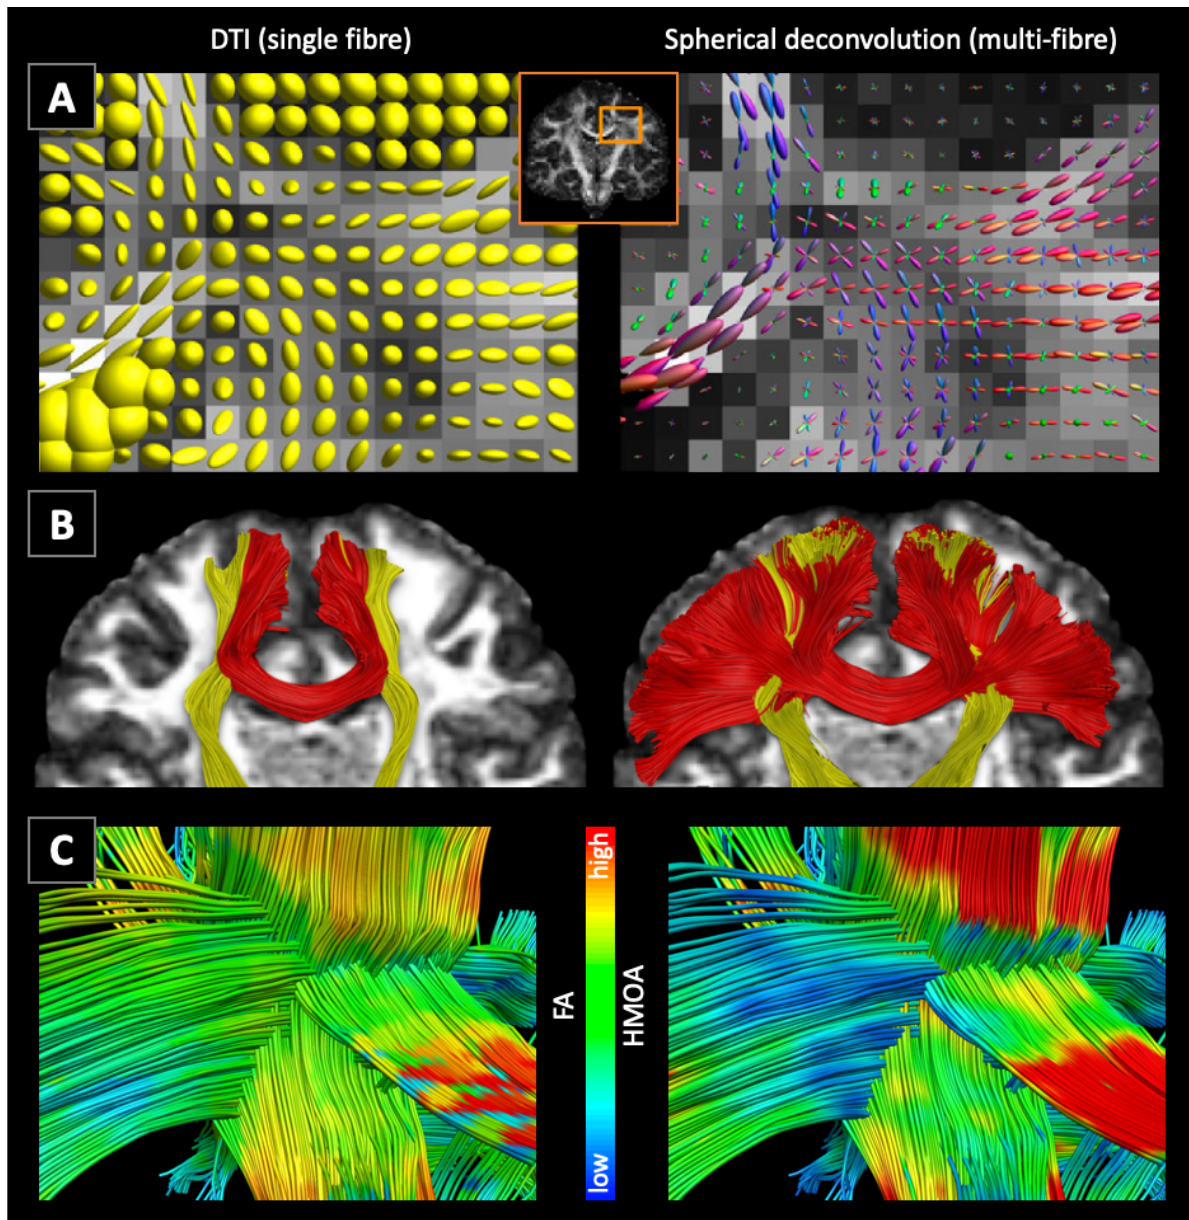 DTI (single fibre)
Spherical deconvolution (multi-fibre)
A
B
C
high
FA
HMOA
low